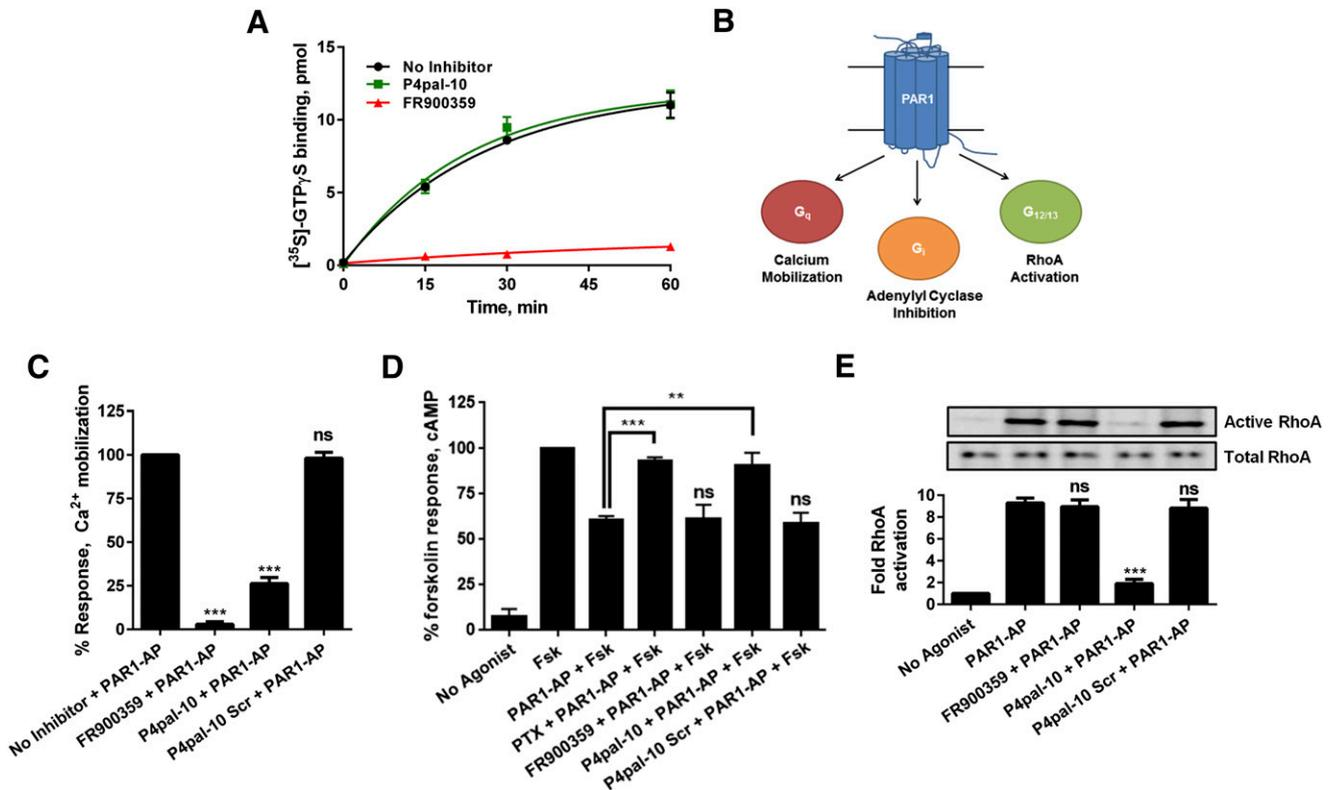 A
[³⁵S]-GTPγS binding, pmol
15
10
5
0
No Inhibitor
P4pal-10
FR900359
0 15 30 45 60
Time, min
B
PAR1
Gq
Calcium
Mobilization
Gi
Adenylyl Cyclase
Inhibition
G12/13
RhoA
Activation
C
% Response, Ca²⁺ mobilization
125
100
75
50
25
0
***
***
ns
No Inhibitor + PAR1-AP
FR900359 + PAR1-AP
P4pal-10 + PAR1-AP
P4pal-10 Scr + PAR1-AP
D
% forskolin response, cAMP
125
100
75
50
25
0
**
***
ns
ns
No Agonist
Fsk
PAR1-AP + Fsk
PTX + PAR1-AP + Fsk
FR900359 + PAR1-AP + Fsk
P4pal-10 + PAR1-AP + Fsk
P4pal-10 Scr + PAR1-AP + Fsk
E
Active RhoA
Total RhoA
Fold RhoA
activation
10
8
6
4
2
0
ns
***
ns
No Agonist
PAR1-AP
FR900359 + PAR1-AP
P4pal-10 + PAR1-AP
P4pal-10 Scr + PAR1-AP